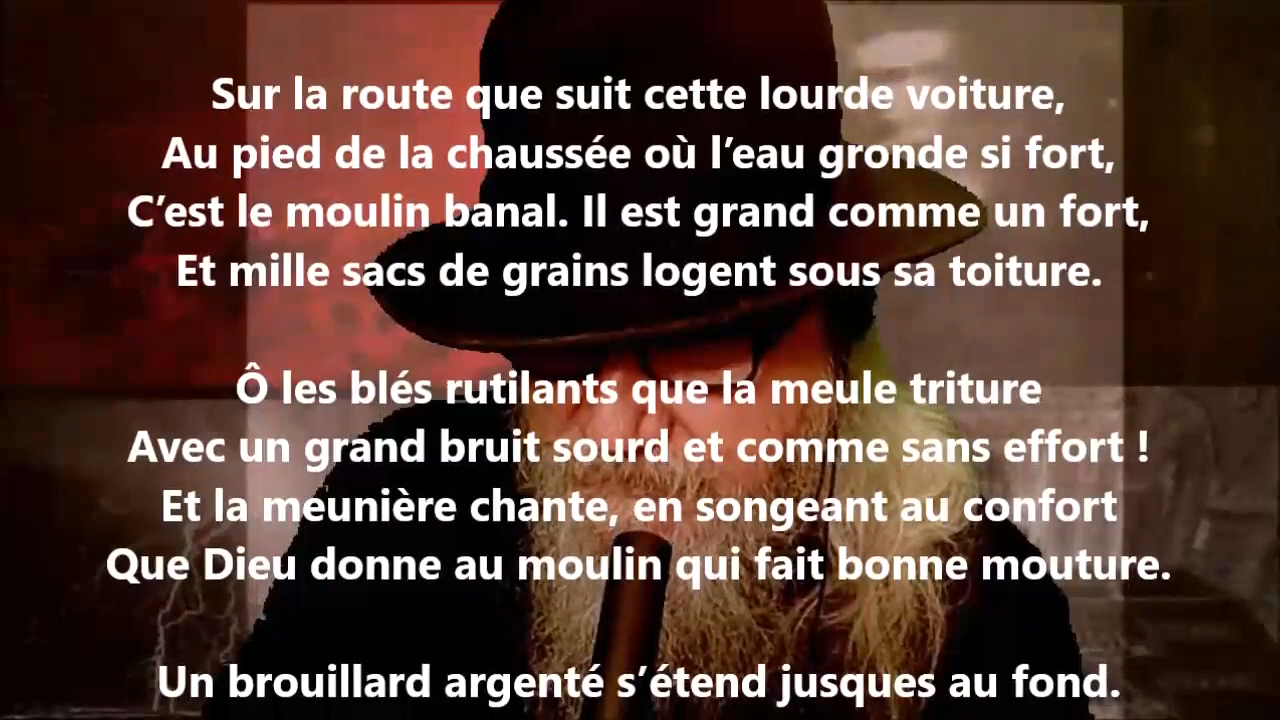 Sur la route que suit cette lourde voiture,
Au pied de la chaussée où l’eau gronde si fort,
C’est le moulin banal. Il est grand comme un fort,
Et mille sacs de grains logent sous sa toiture.
Ô les blés rutilants que la meule triture
Avec un grand bruit sourd et comme sans effort !
Et la meunière chante, en songeant au confort
Que Dieu donne au moulin qui fait bonne mouture.
Un brouillard argenté s’étend jusques au fond.